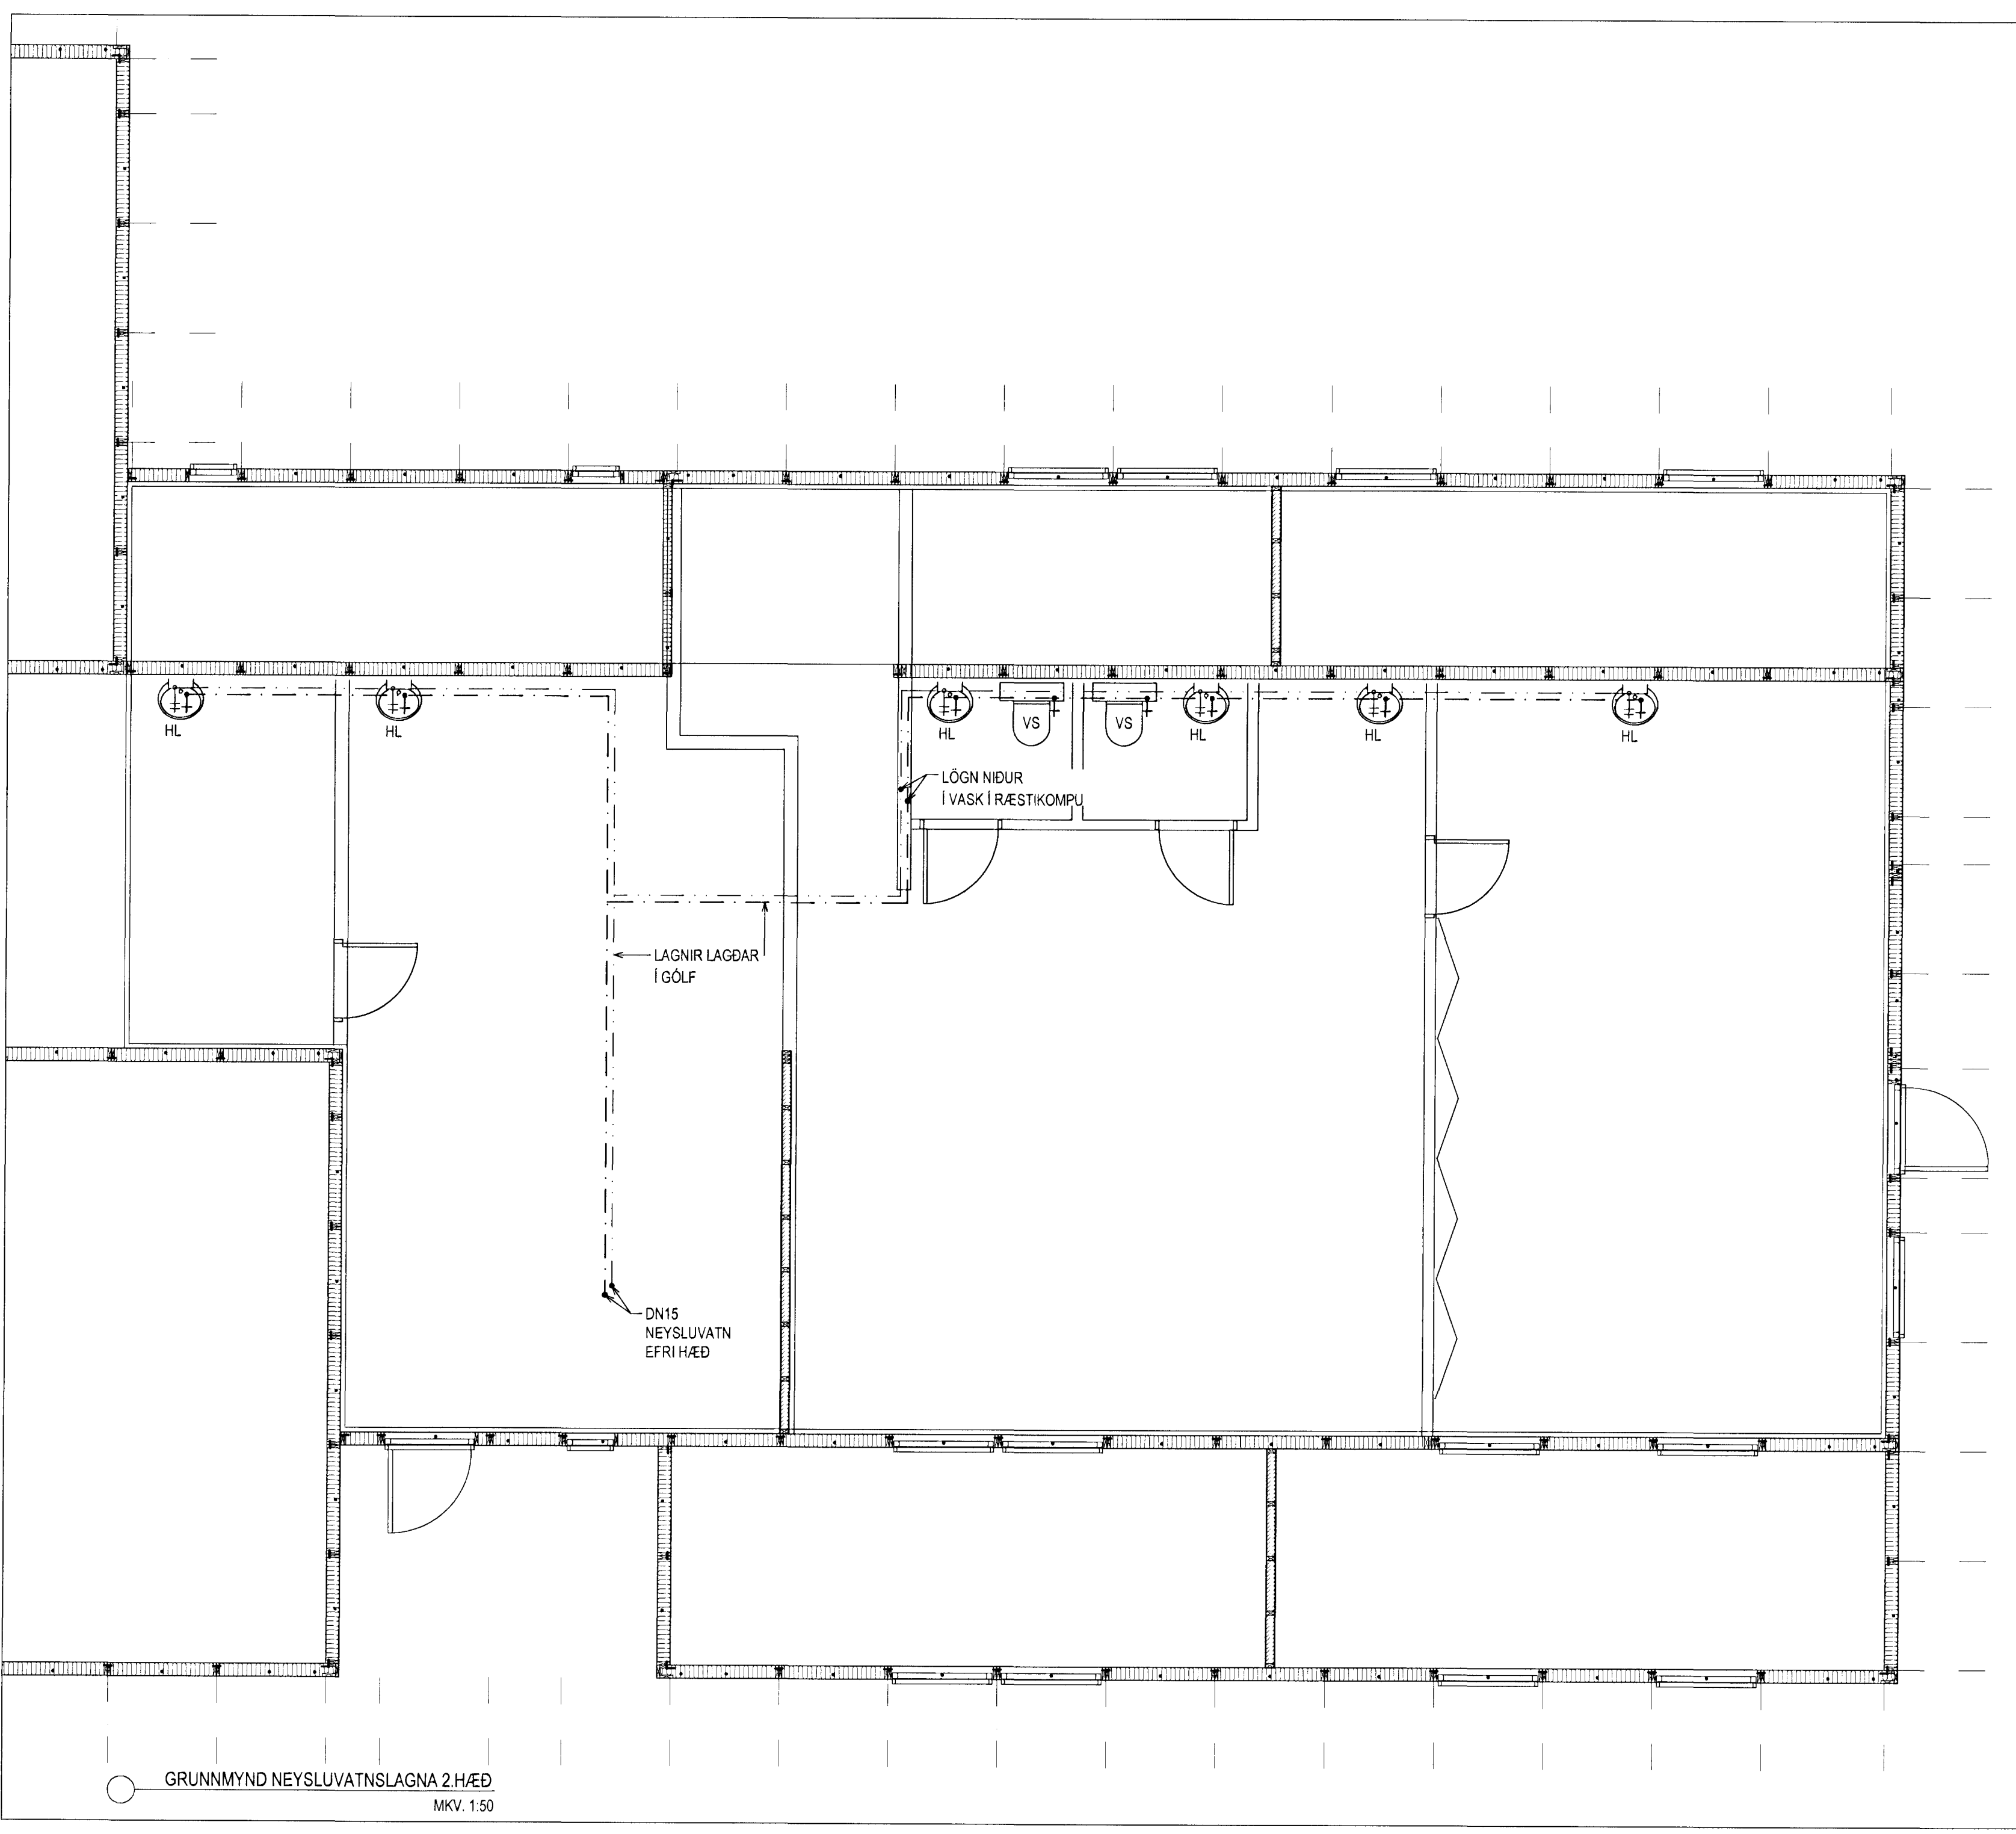 HL
HL
HL
VS
VS
HL
HL
HL
LÖGN NIÐUR
Í VASK Í RÆSTIKOMPU
LAGNIR LAGÐAR
Í GÓLF
DN15
NEYSLUVATN
EFRI HÆÐ
GRUNNMYND NEYSLUVATNSLAGNA 2.HÆÐ
MKV. 1:50